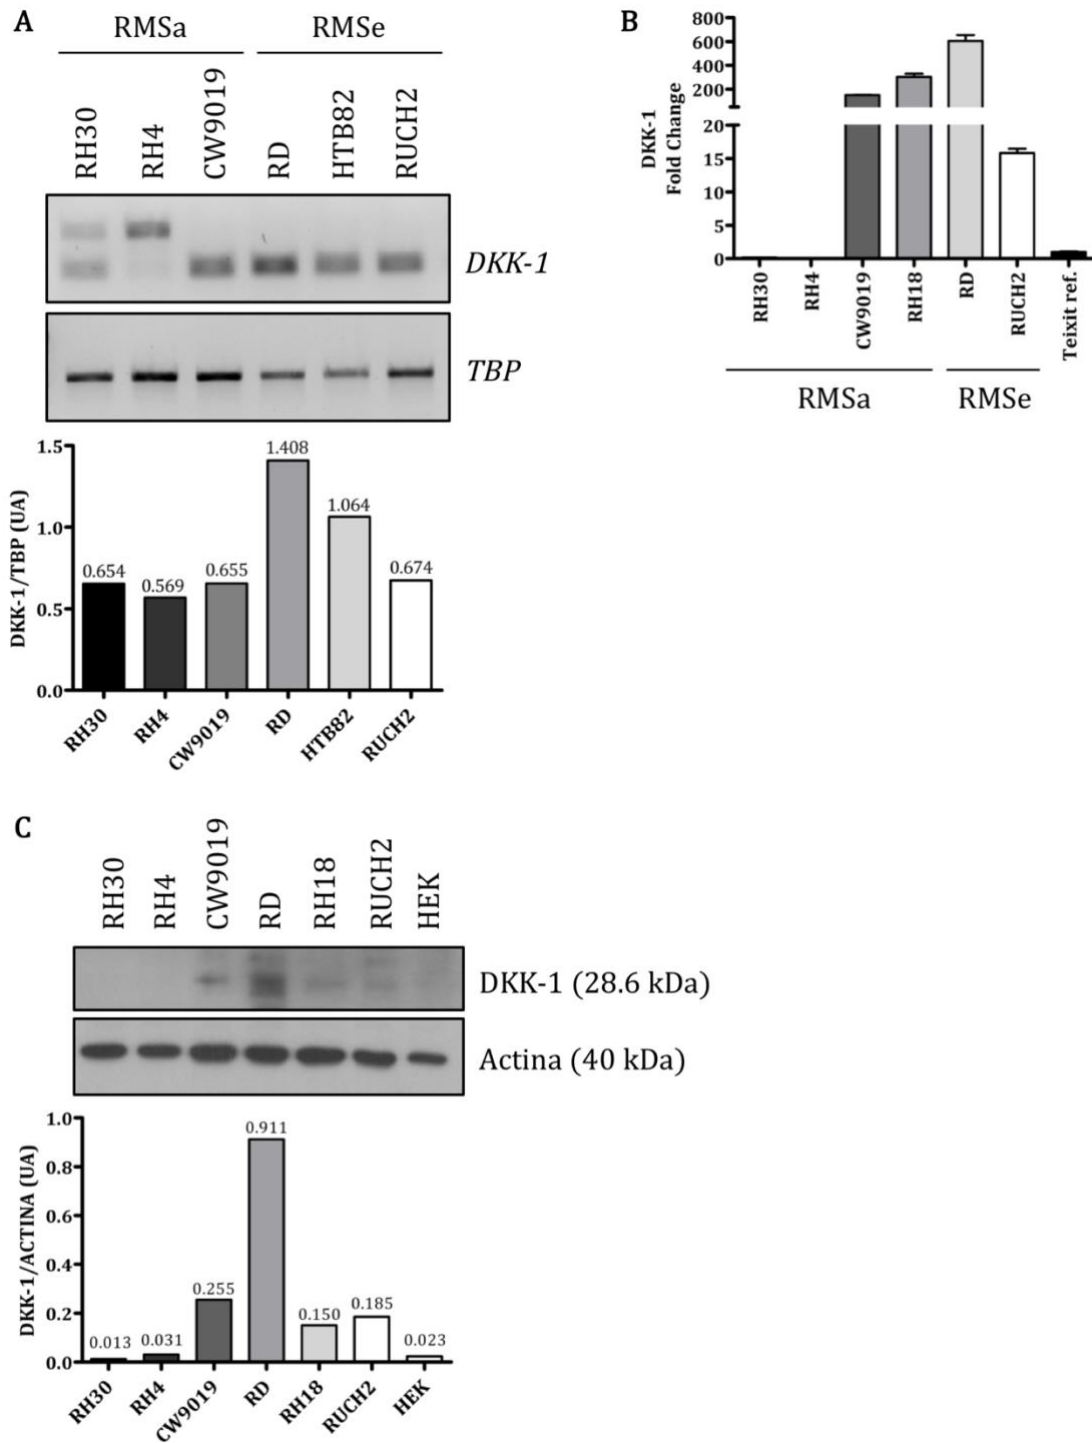 A
RMSa RMSe
RH30 RH4 CW9019 RD HTB82 RUCH2
DKK-1
TBP
1.5
1.0
0.5
0.0
DKK-1/TBP (UA)
0.654 0.569 0.655 1.408 1.064 0.674
RH30 RH4 CW9019 RD HTB82 RUCH2
B
800
600
400
200
20
15
10
5
0
DKK-1
Fold Change
RH30 RH4 CW9019 RH18 RD RUCH2 Teixit ref.
RMSa RMSe
C
RH30 RH4 CW9019 RD RH18 RUCH2 HEK
DKK-1 (28.6 kDa)
Actina (40 kDa)
1.0
0.8
0.6
0.4
0.2
0.0
DKK-1/ACTINA (UA)
0.013 0.031 0.255 0.911 0.150 0.185 0.023
RH30 RH4 CW9019 RD RH18 RUCH2 HEK